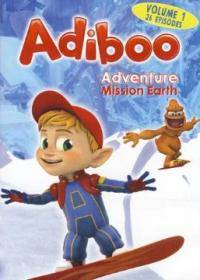 VOLUME 1
26 EPISODES
Adiboo
Adventure
Mission Earth